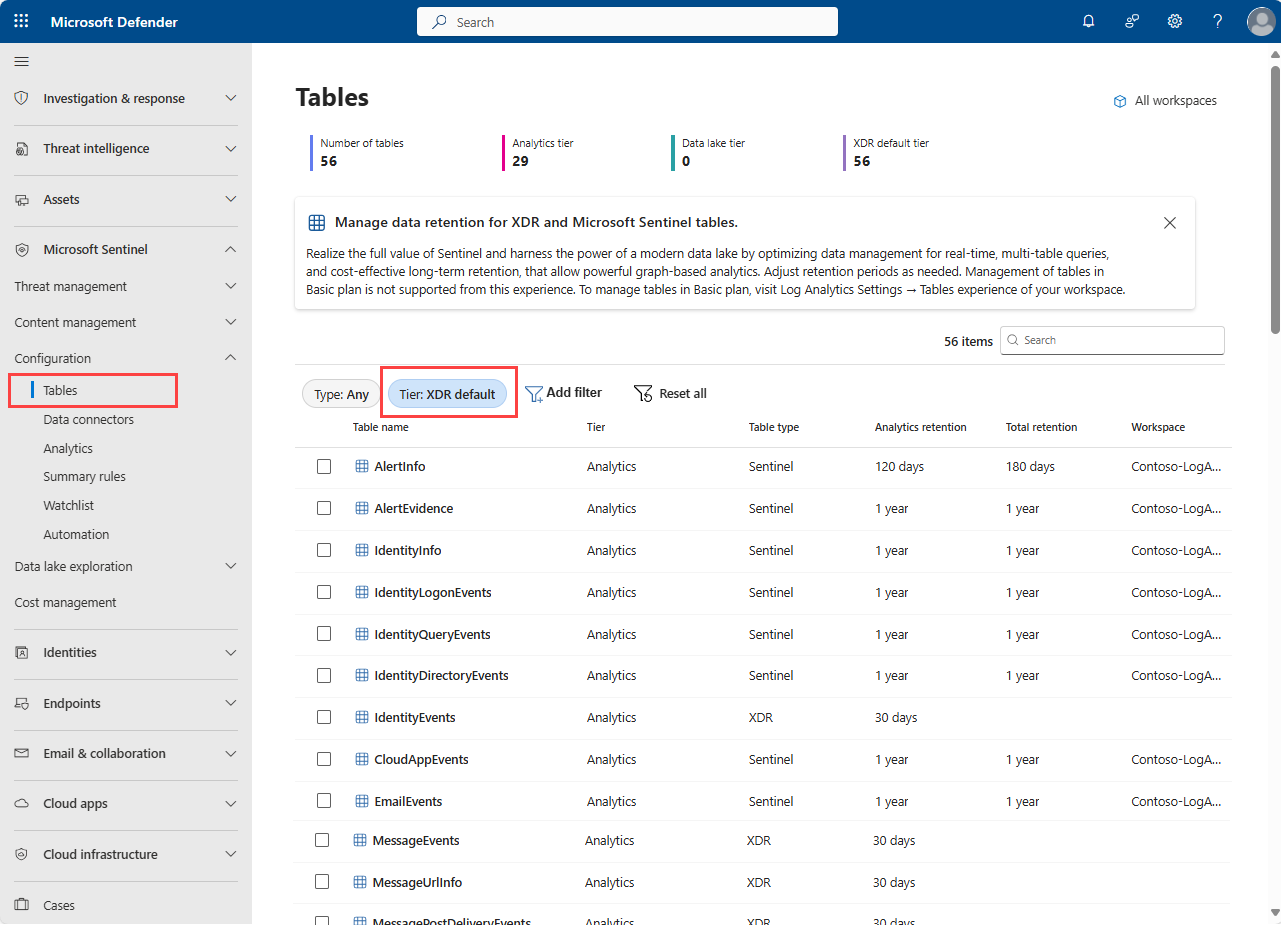 Microsoft Defender
Search
Investigation & response
Threat intelligence
Assets
Microsoft Sentinel
Threat management
Content management
Configuration
Tables
Data connectors
Analytics
Summary rules
Watchlist
Automation
Data lake exploration
Cost management
Identities
Endpoints
Email & collaboration
Cloud apps
Cloud infrastructure
Cases
Tables
All workspaces
Number of tables
56
Analytics tier
29
Data lake tier
0
XDR default tier
56
Manage data retention for XDR and Microsoft Sentinel tables.
Realize the full value of Sentinel and harness the power of a modern data lake by optimizing data management for real-time, multi-table queries,
and cost-effective long-term retention, that allow powerful graph-based analytics. Adjust retention periods as needed. Management of tables in
Basic plan is not supported from this experience. To manage tables in Basic plan, visit Log Analytics Settings → Tables experience of your workspace.
56 items Search
Type: Any Tier: XDR default Add filter Reset all
Table name Tier Table type Analytics retention Total retention Workspace
AlertInfo Analytics Sentinel 120 days 180 days Contoso-LogA...
AlertEvidence Analytics Sentinel 1 year 1 year Contoso-LogA...
IdentityInfo Analytics Sentinel 1 year 1 year Contoso-LogA...
IdentityLogonEvents Analytics Sentinel 1 year 1 year Contoso-LogA...
IdentityQueryEvents Analytics Sentinel 1 year 1 year Contoso-LogA...
IdentityDirectoryEvents Analytics Sentinel 1 year 1 year Contoso-LogA...
IdentityEvents Analytics XDR 30 days
CloudAppEvents Analytics Sentinel 1 year 1 year Contoso-LogA...
EmailEvents Analytics Sentinel 1 year 1 year Contoso-LogA...
MessageEvents Analytics XDR 30 days
MessageUrlInfo Analytics XDR 30 days
MessagePostDeliveryEvents Analytics XDR 30 days